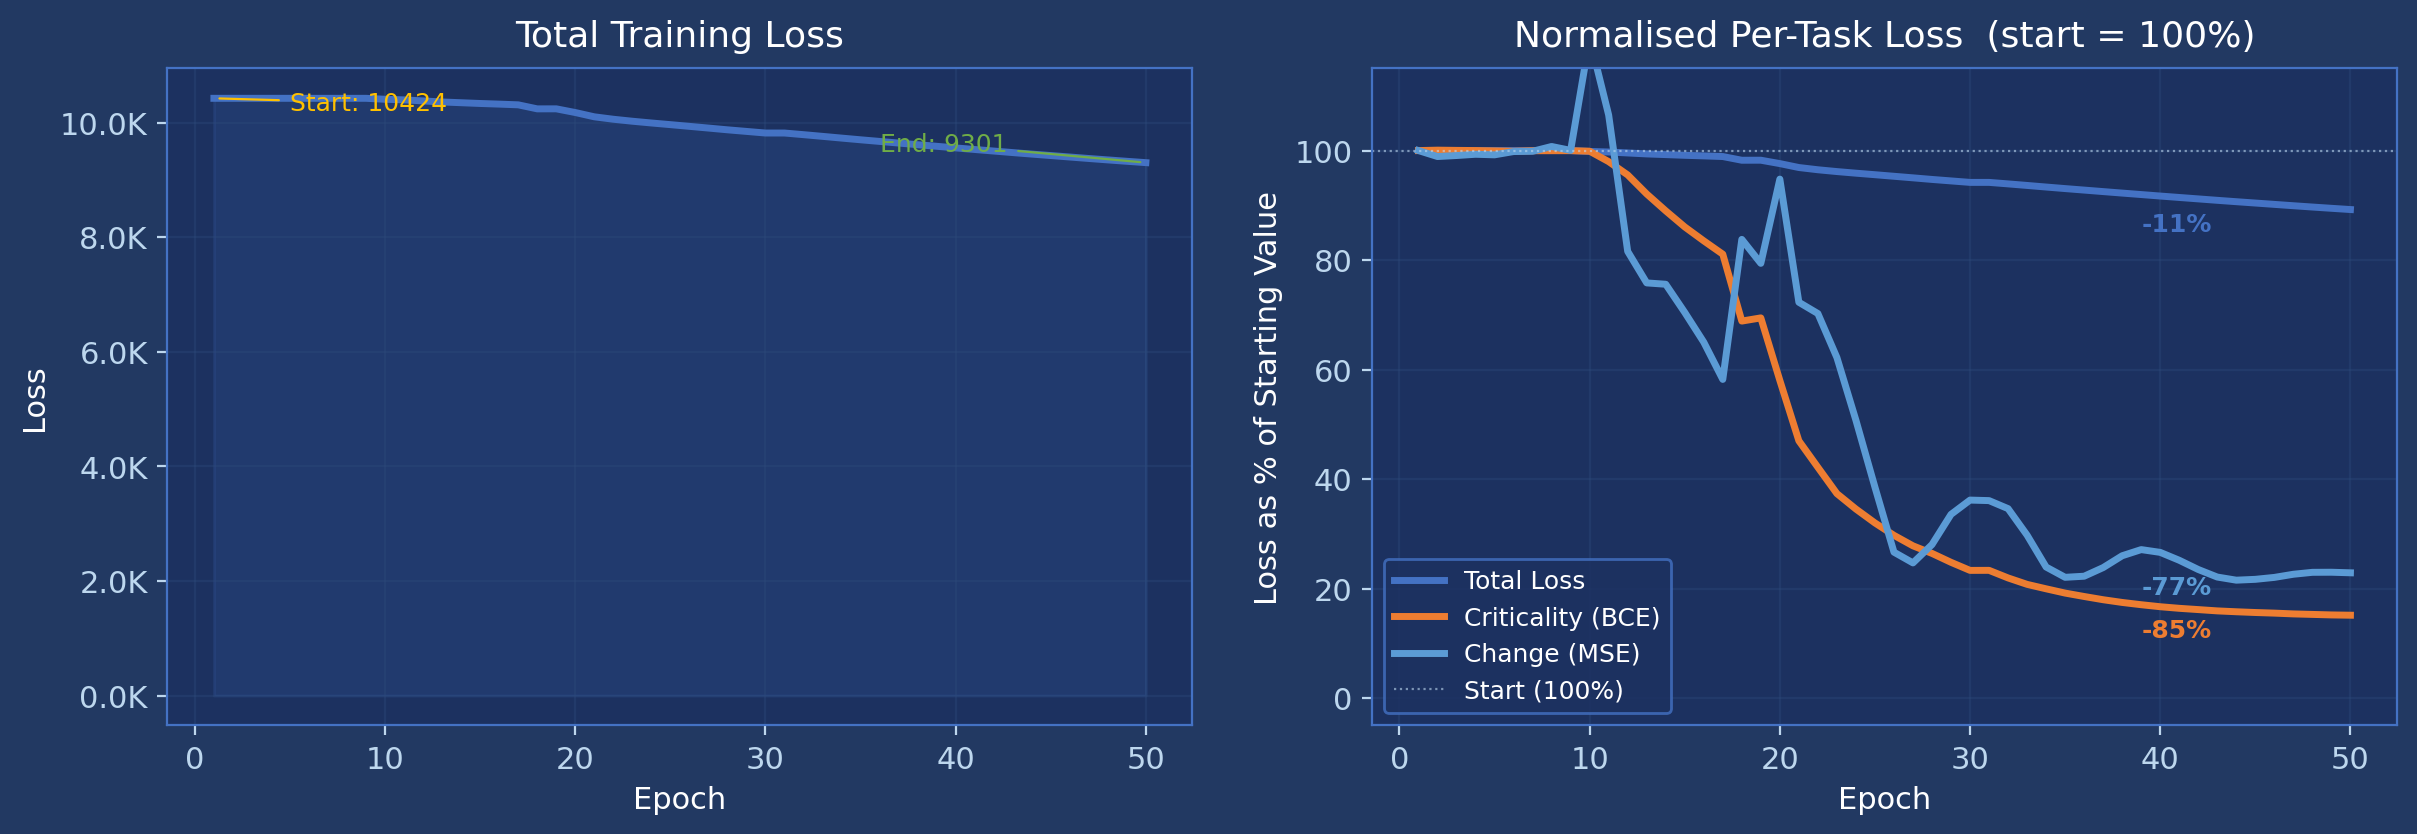 Total Training Loss
Start: 10424
End: 9301
10.0K
8.0K
6.0K
4.0K
2.0K
0.0K
Loss
0 10 20 30 40 50
Epoch
Normalised Per-Task Loss (start = 100%)
100
80
60
40
20
0
Loss as % of Starting Value
-11%
-77%
-85%
Total Loss
Criticality (BCE)
Change (MSE)
Start (100%)
0 10 20 30 40 50
Epoch